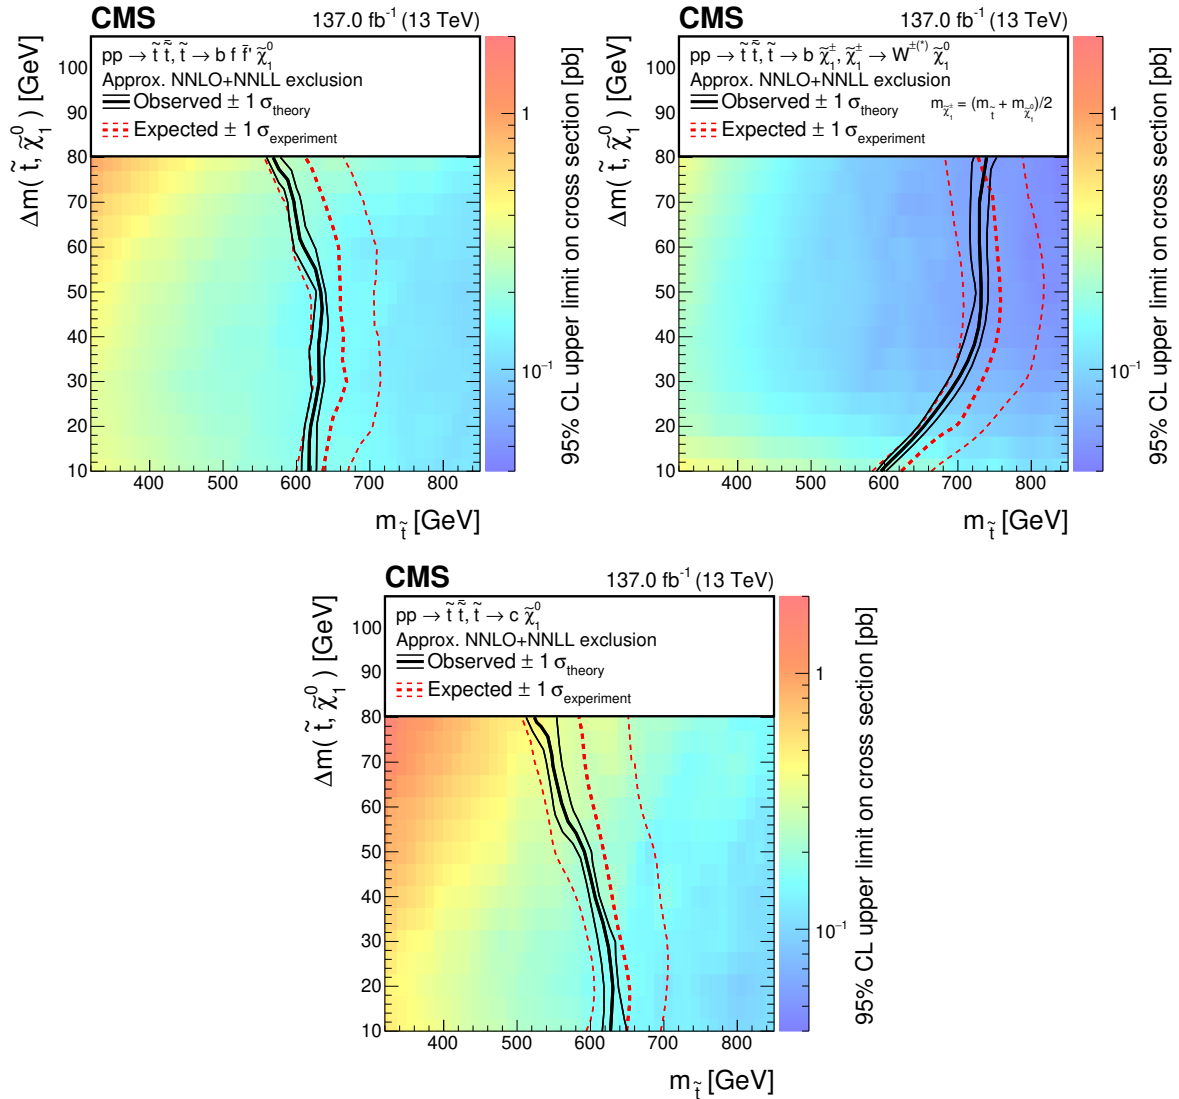 CMS 137.0 fb⁻¹ (13 TeV)
pp → t̃ t̃̄, t̃ → b f f̄' χ̃₁⁰
Approx. NNLO+NNLL exclusion
Observed ± 1 σ_theory
Expected ± 1 σ_experiment
Δm( t̃, χ̃₁⁰ ) [GeV]
100
90
80
70
60
50
40
30
20
10
400 500 600 700 800
m_t̃ [GeV]
1
10⁻¹
95% CL upper limit on cross section [pb]
CMS 137.0 fb⁻¹ (13 TeV)
pp → t̃ t̃̄, t̃ → b χ̃₁±, χ̃₁± → W±(*) χ̃₁⁰
Approx. NNLO+NNLL exclusion
Observed ± 1 σ_theory m_χ̃₁± = (m_t̃ + m_χ̃₁⁰)/2
Expected ± 1 σ_experiment
Δm( t̃, χ̃₁⁰ ) [GeV]
100
90
80
70
60
50
40
30
20
10
400 500 600 700 800
m_t̃ [GeV]
1
10⁻¹
95% CL upper limit on cross section [pb]
CMS 137.0 fb⁻¹ (13 TeV)
pp → t̃ t̃̄, t̃ → c χ̃₁⁰
Approx. NNLO+NNLL exclusion
Observed ± 1 σ_theory
Expected ± 1 σ_experiment
Δm( t̃, χ̃₁⁰ ) [GeV]
100
90
80
70
60
50
40
30
20
10
400 500 600 700 800
m_t̃ [GeV]
1
10⁻¹
95% CL upper limit on cross section [pb]